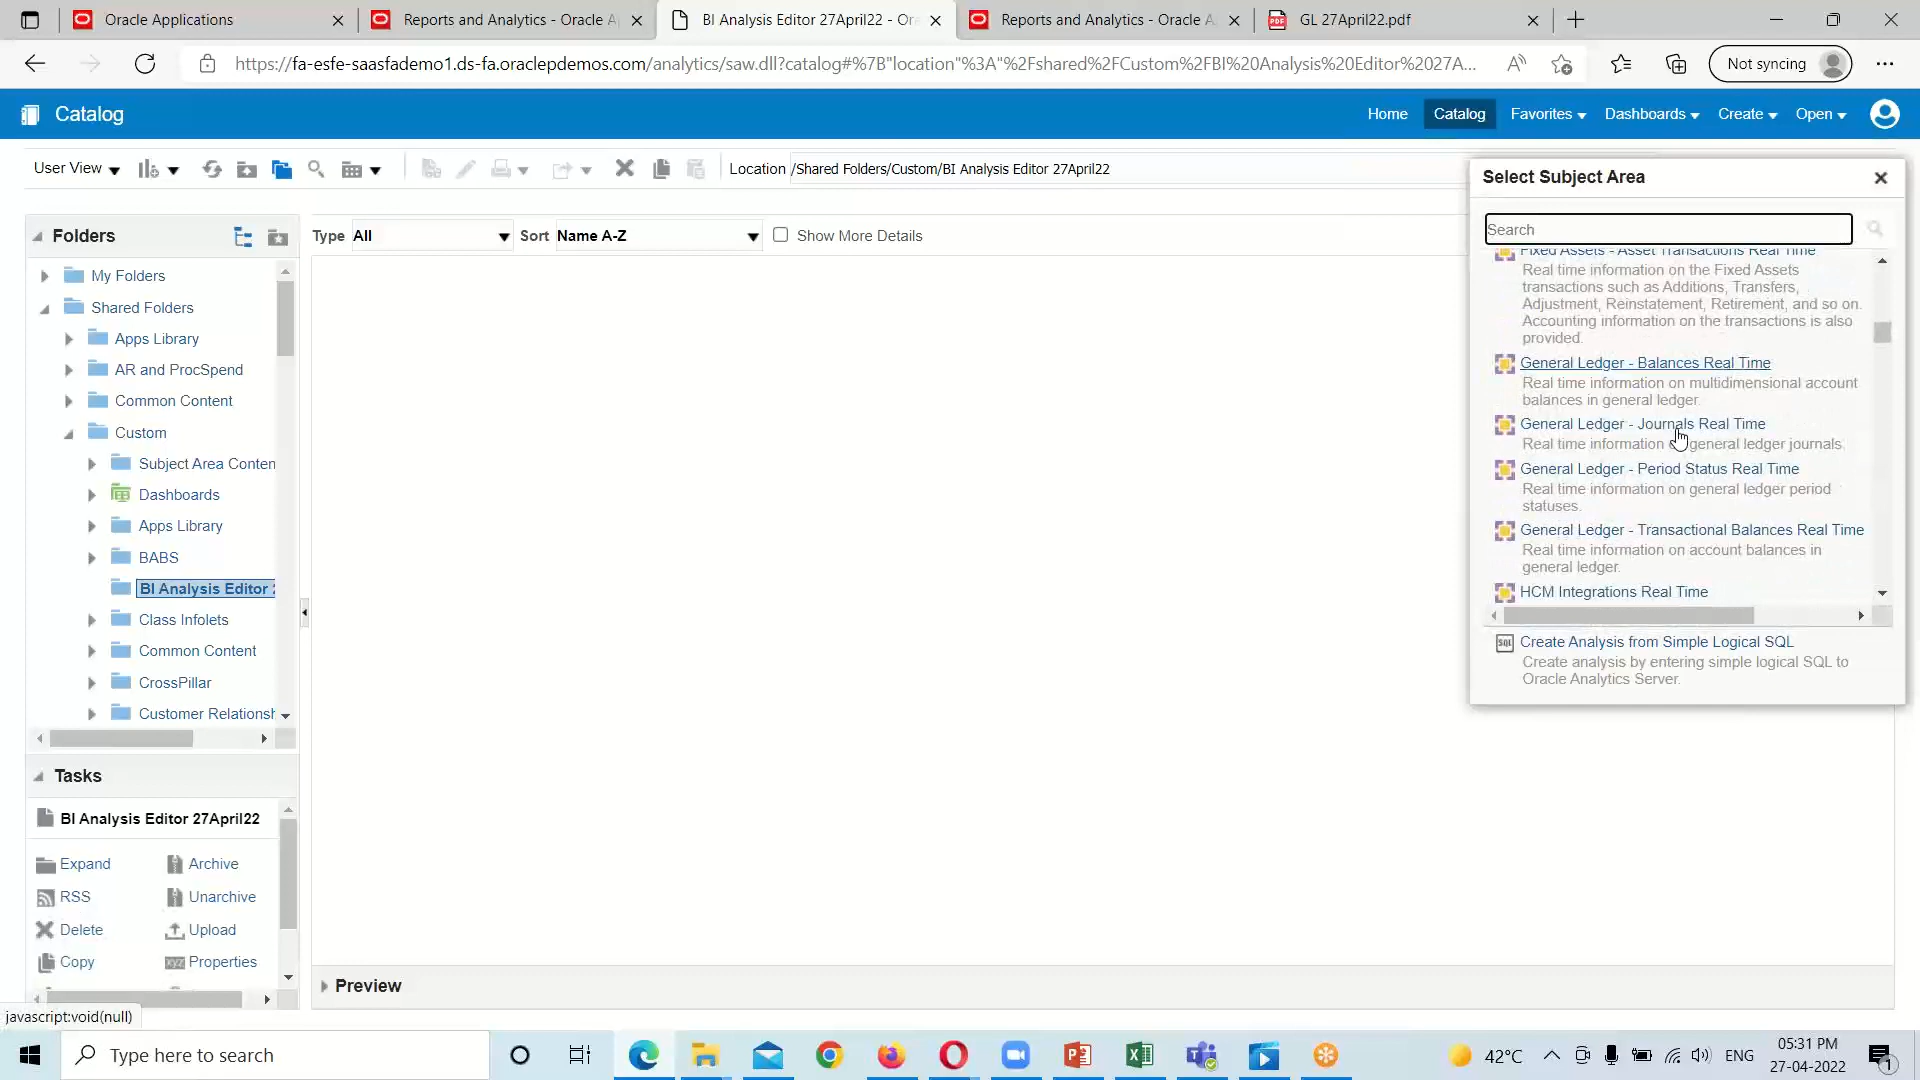 Oracle Applications
Reports and Analytics - Oracle A
BI Analysis Editor 27April22 - Or
Reports and Analytics - Oracle A
GL 27April22.pdf
https://fa-esfe-saasfademo1.ds-fa.oraclepdemos.com/analytics/saw.dll?catalog#%7B"location"%3A"%2Fshared%2FCustom%2FBI%20Analysis%20Editor%2027A...
Not syncing
Catalog
Home
Catalog
Favorites
Dashboards
Create
Open
User View
Location /Shared Folders/Custom/BI Analysis Editor 27April22
Folders
My Folders
Shared Folders
Apps Library
AR and ProcSpend
Common Content
Custom
Subject Area Conten
Dashboards
Apps Library
BABS
BI Analysis Editor 2
Class Infolets
Common Content
CrossPillar
Customer Relationsh
Tasks
BI Analysis Editor 27April22
Expand
Archive
RSS
Unarchive
Delete
Upload
Copy
xyz Properties
Type All
Sort Name A-Z
Show More Details
Preview
Select Subject Area
Search
Fixed Assets - Asset Transactions Real Time
Real time information on the Fixed Assets
transactions such as Additions, Transfers,
Adjustment, Reinstatement, Retirement, and so on.
Accounting information on the transactions is also
provided.
General Ledger - Balances Real Time
Real time information on multidimensional account
balances in general ledger.
General Ledger - Journals Real Time
Real time information general ledger journals.
General Ledger - Period Status Real Time
Real time information on general ledger period
statuses.
General Ledger - Transactional Balances Real Time
Real time information on account balances in
general ledger.
HCM Integrations Real Time
SQL
Create Analysis from Simple Logical SQL
Create analysis by entering simple logical SQL to
Oracle Analytics Server.
javascript:void(null)
Type here to search
42°C
ENG
05:31 PM
27-04-2022
1